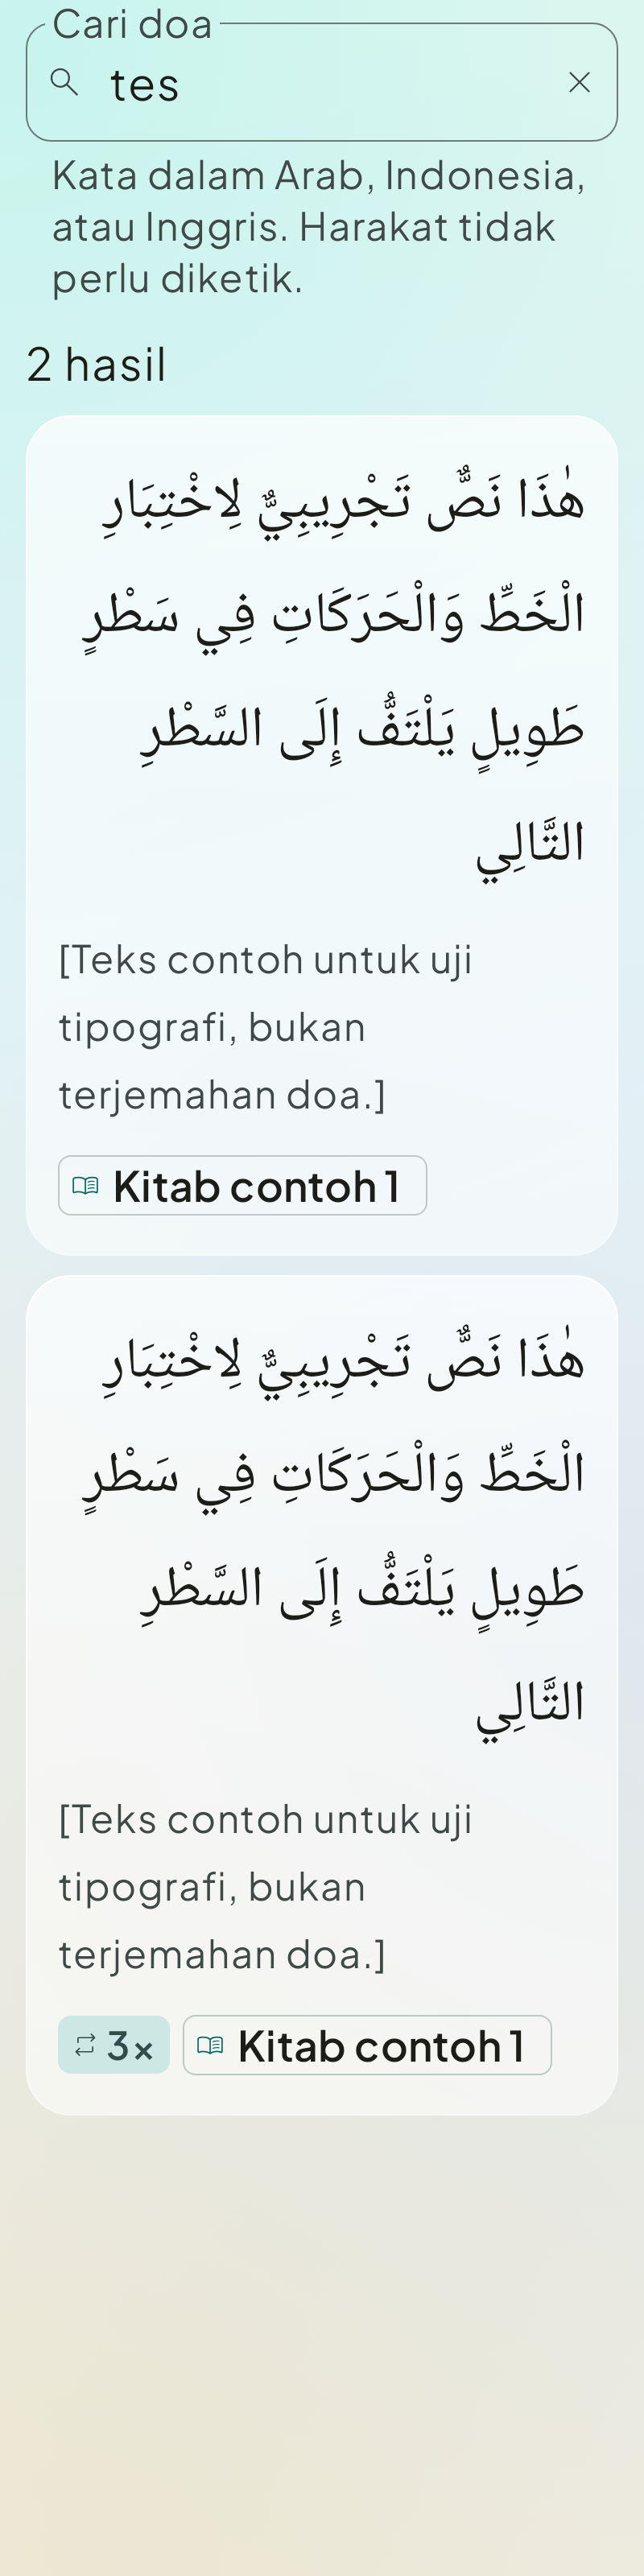 Cari doa
tes
Kata dalam Arab, Indonesia,
atau Inggris. Harakat tidak
perlu diketik.
2 hasil
هٰذَا نَصٌّ تَجْرِيبِيٌّ لِاخْتِبَارِ
الْخَطِّ وَالْحَرَكَاتِ فِي سَطْرٍ
طَوِيلٍ يَلْتَفُّ إِلَى السَّطْرِ
التَّالِي
[Teks contoh untuk uji
tipografi, bukan
terjemahan doa.]
Kitab contoh 1
هٰذَا نَصٌّ تَجْرِيبِيٌّ لِاخْتِبَارِ
الْخَطِّ وَالْحَرَكَاتِ فِي سَطْرٍ
طَوِيلٍ يَلْتَفُّ إِلَى السَّطْرِ
التَّالِي
[Teks contoh untuk uji
tipografi, bukan
terjemahan doa.]
3× Kitab contoh 1